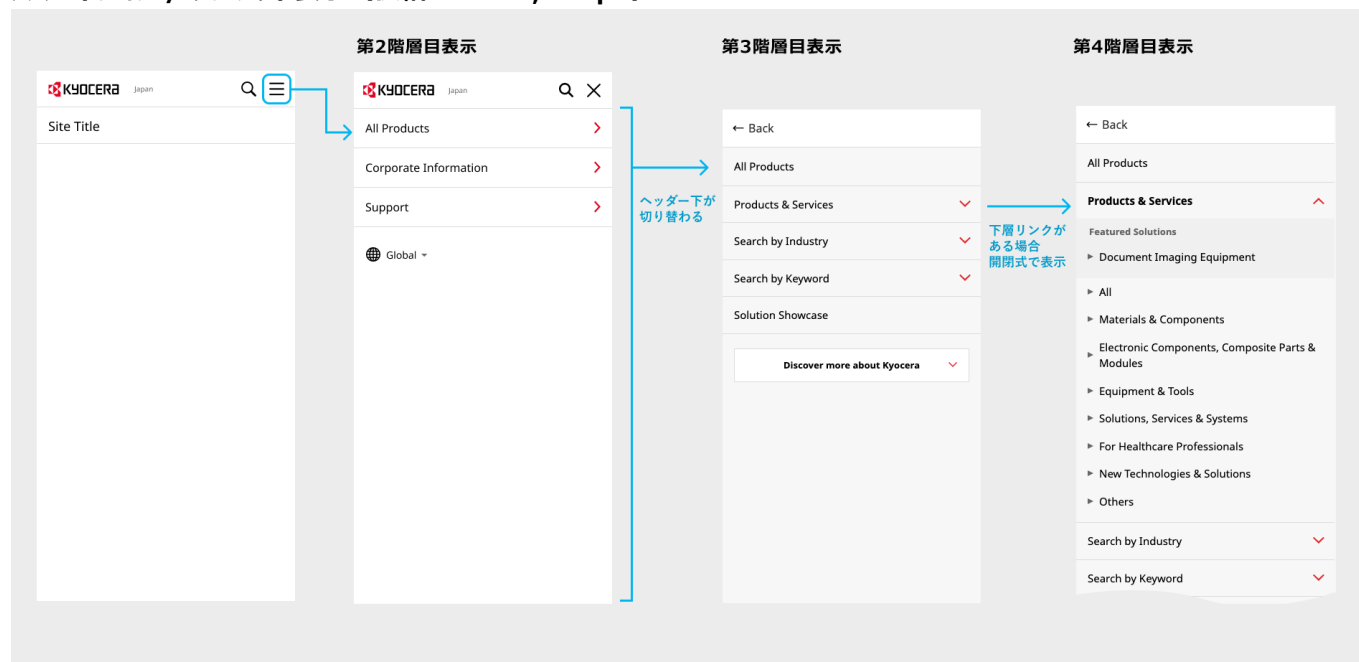 第2階層目表示
第3階層目表示
第4階層目表示
KYOCERA Japan
Site Title
KYOCERA Japan
All Products
Corporate Information
Support
Global
ヘッダー下が
切り替わる
← Back
All Products
Products & Services
Search by Industry
Search by Keyword
Solution Showcase
Discover more about Kyocera
下層リンクが
ある場合
開閉式で表示
← Back
All Products
Products & Services
Featured Solutions
Document Imaging Equipment
All
Materials & Components
Electronic Components, Composite Parts &
Modules
Equipment & Tools
Solutions, Services & Systems
For Healthcare Professionals
New Technologies & Solutions
Others
Search by Industry
Search by Keyword